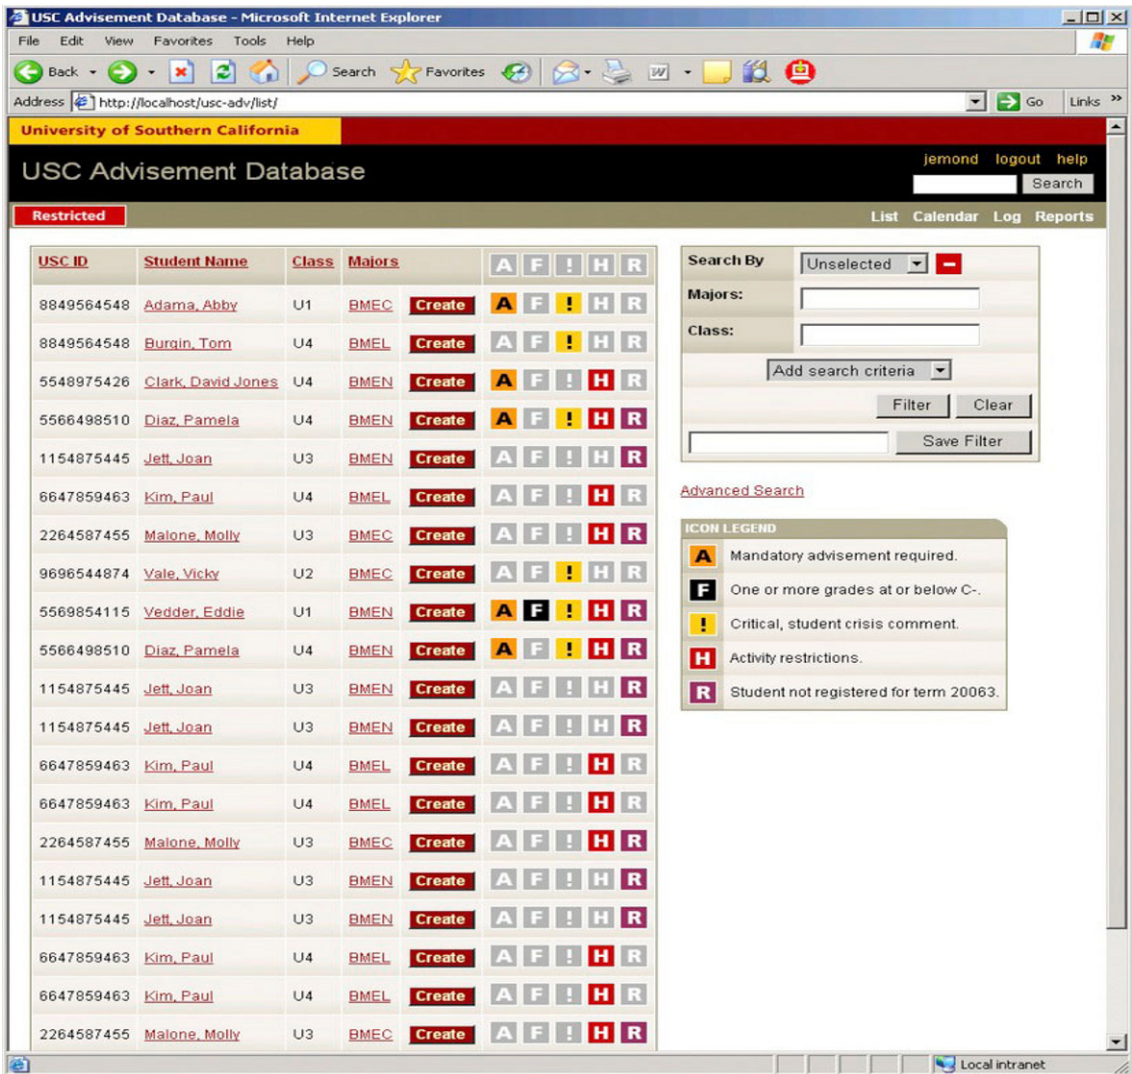 USC Advisement Database - Microsoft Internet Explorer
File Edit View Favorites Tools Help
Back Search Favorites
Address http://localhost/usc-adv/list/ Go Links »
University of Southern California
USC Advisement Database
jemond logout help
Search
Restricted
List Calendar Log Reports
USC ID Student Name Class Majors A F ! H R
8849564548 Adama, Abby U1 BMEC Create A F ! H R
8849564548 Burgin, Tom U4 BMEL Create A F ! H R
5548975426 Clark, David Jones U4 BMEN Create A F ! H R
5566498510 Diaz, Pamela U4 BMEN Create A F ! H R
1154875445 Jett, Joan U3 BMEN Create A F ! H R
6647859463 Kim, Paul U4 BMEL Create A F ! H R
2264587455 Malone, Molly U3 BMEC Create A F ! H R
9696544874 Vale, Vicky U2 BMEC Create A F ! H R
5569854115 Vedder, Eddie U1 BMEN Create A F ! H R
5566498510 Diaz, Pamela U4 BMEN Create A F ! H R
1154875445 Jett, Joan U3 BMEN Create A F ! H R
1154875445 Jett, Joan U3 BMEN Create A F ! H R
6647859463 Kim, Paul U4 BMEL Create A F ! H R
6647859463 Kim, Paul U4 BMEL Create A F ! H R
2264587455 Malone, Molly U3 BMEC Create A F ! H R
1154875445 Jett, Joan U3 BMEN Create A F ! H R
1154875445 Jett, Joan U3 BMEN Create A F ! H R
6647859463 Kim, Paul U4 BMEL Create A F ! H R
6647859463 Kim, Paul U4 BMEL Create A F ! H R
2264587455 Malone, Molly U3 BMEC Create A F ! H R
Search By Unselected
Majors:
Class:
Add search criteria
Filter Clear
Save Filter
Advanced Search
ICON LEGEND
A Mandatory advisement required.
F One or more grades at or below C-.
! Critical, student crisis comment.
H Activity restrictions.
R Student not registered for term 20063.
Local intranet